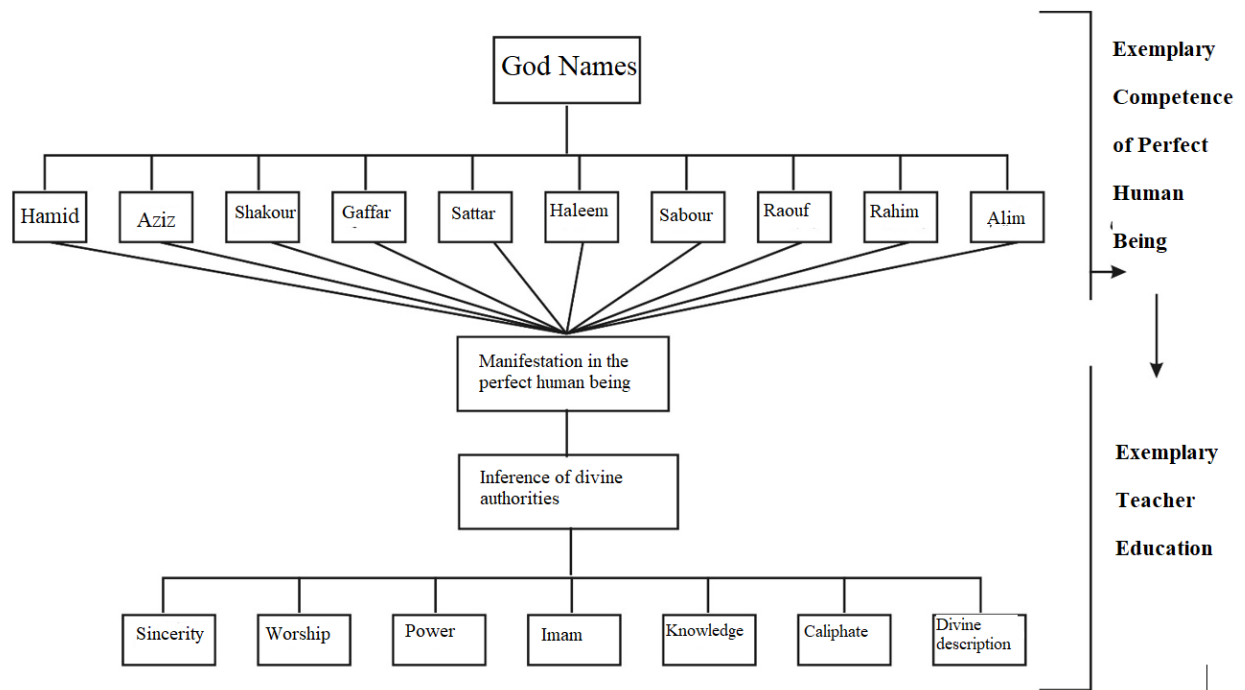 God Names
Hamid
Aziz
Shakour
Gaffar
Sattar
Haleem
Sabour
Raouf
Rahim
Alim
Manifestation in the
perfect human being
Inference of divine
authorities
Sincerity
Worship
Power
Imam
Knowledge
Caliphate
Divine
description
Exemplary
Competence
of Perfect
Human
Being
Exemplary
Teacher
Education